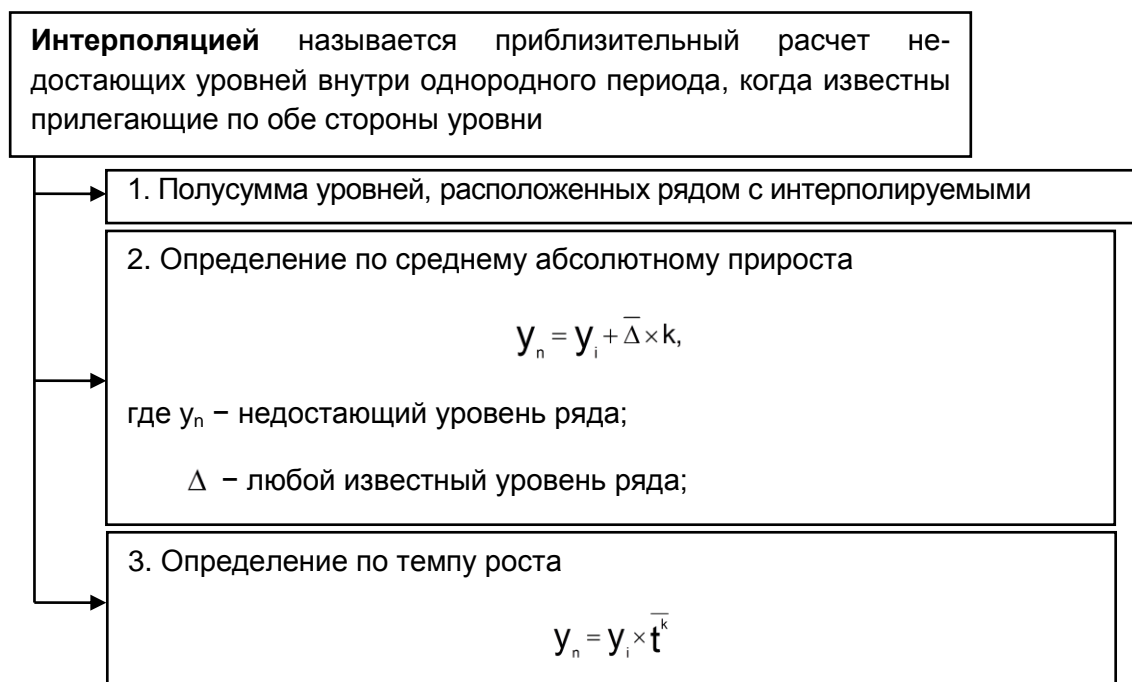 Интерполяцией называется приблизительный расчет не-
достающих уровней внутри однородного периода, когда известны
прилегающие по обе стороны уровни
1. Полусумма уровней, расположенных рядом с интерполируемыми
2. Определение по среднему абсолютному прироста
yₙ = yᵢ + Δ̅ × k,
где yₙ − недостающий уровень ряда;
Δ − любой известный уровень ряда;
3. Определение по темпу роста
yₙ = yᵢ × t̅ᵏ